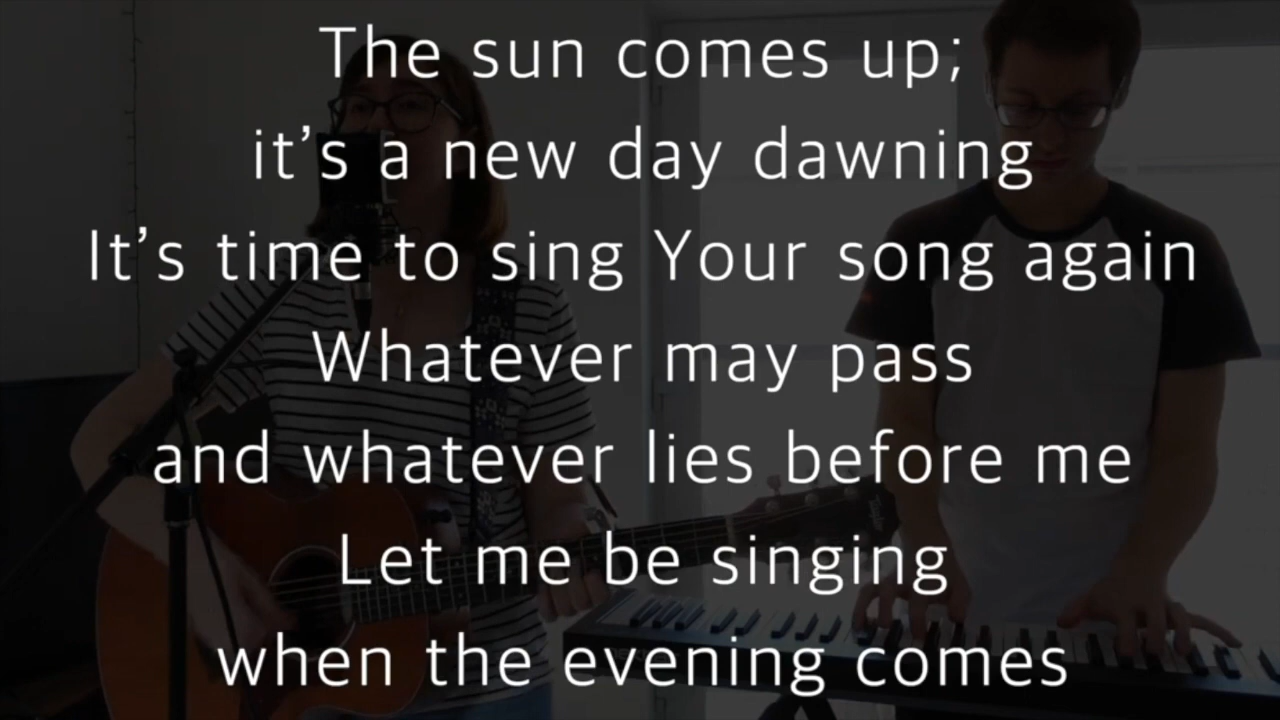 The sun comes up;
it’s a new day dawning
It’s time to sing Your song again
Whatever may pass
and whatever lies before me
Let me be singing
when the evening comes